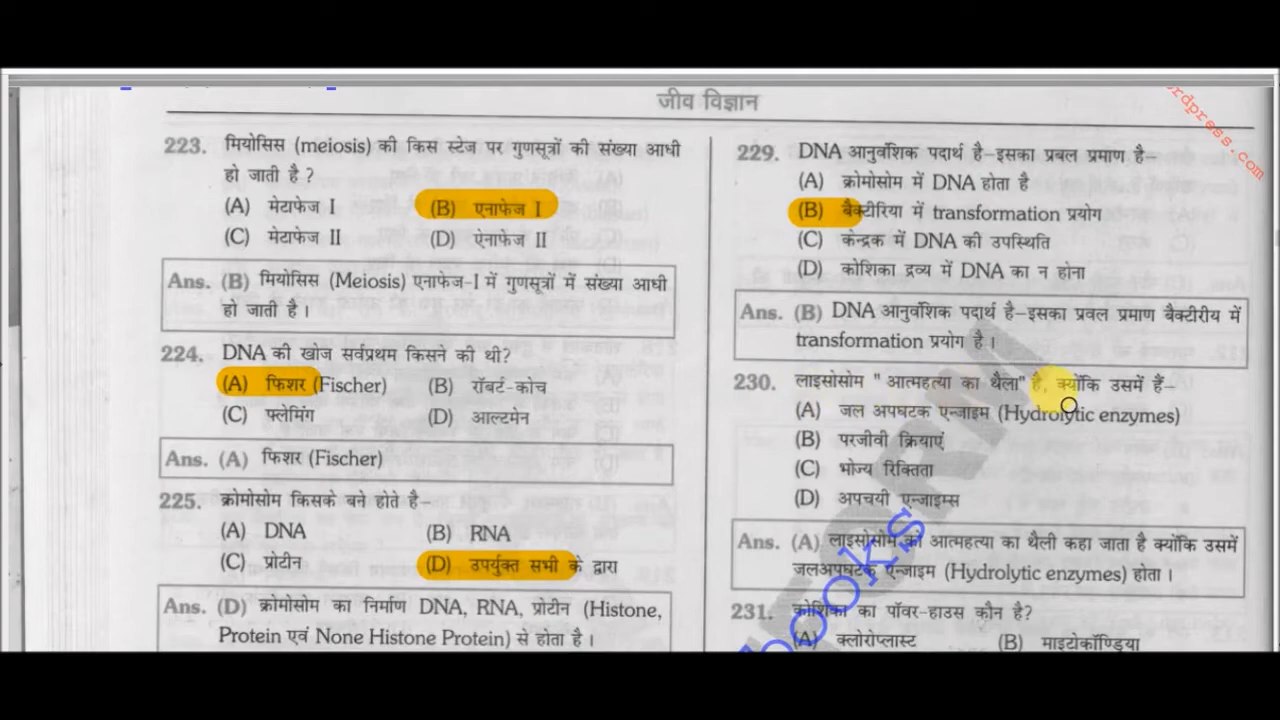 जीव विज्ञान
rdpress.com
223. मियोसिस (meiosis) की किस स्टेज पर गुणसूत्रों की संख्या आधी
हो जाती है ?
(A) मेटाफेज I (B) एनाफेज I
(C) मेटाफेज II (D) ऐनाफेज II
Ans. (B) मियोसिस (Meiosis) एनाफेज-I में गुणसूत्रों में संख्या आधी
हो जाती है ।
224. DNA की खोज सर्वप्रथम किसने की थी?
(A) फिशर (Fischer) (B) रॉबर्ट-कोच
(C) फ्लेमिंग (D) आल्टमेन
Ans. (A) फिशर (Fischer)
225. क्रोमोसोम किसके बने होते है–
(A) DNA (B) RNA
(C) प्रोटीन (D) उपर्युक्त सभी के द्वारा
Ans. (D) क्रोमोसोम का निर्माण DNA, RNA, प्रोटीन (Histone,
Protein एवं None Histone Protein) से होता है ।
229. DNA आनुवंशिक पदार्थ है–इसका प्रबल प्रमाण है–
(A) क्रोमोसोम में DNA होता है
(B) बैक्टीरिया में transformation प्रयोग
(C) केन्द्रक में DNA की उपस्थिति
(D) कोशिका द्रव्य में DNA का न होना
Ans. (B) DNA आनुवंशिक पदार्थ है–इसका प्रवल प्रमाण बैक्टीरीय में
transformation प्रयोग है ।
230. लाइसोसोम " आत्महत्या का थैला" है, क्योंकि उसमें हैं–
(A) जल अपघटक एन्जाइम (Hydrolytic enzymes)
(B) परजीवी क्रियाएं
(C) भोज्य रिक्तिता
(D) अपचयी एन्जाइम्स
Ans. (A) लाइसोसोम को आत्महत्या का थैली कहा जाता है क्योंकि उसमें
जलअपघटक एन्जाइम (Hydrolytic enzymes) होता ।
231. कोशिका का पॉवर-हाउस कौन है?
(A) क्लोरोप्लास्ट (B) माइटोकॉण्ड्रिया
books